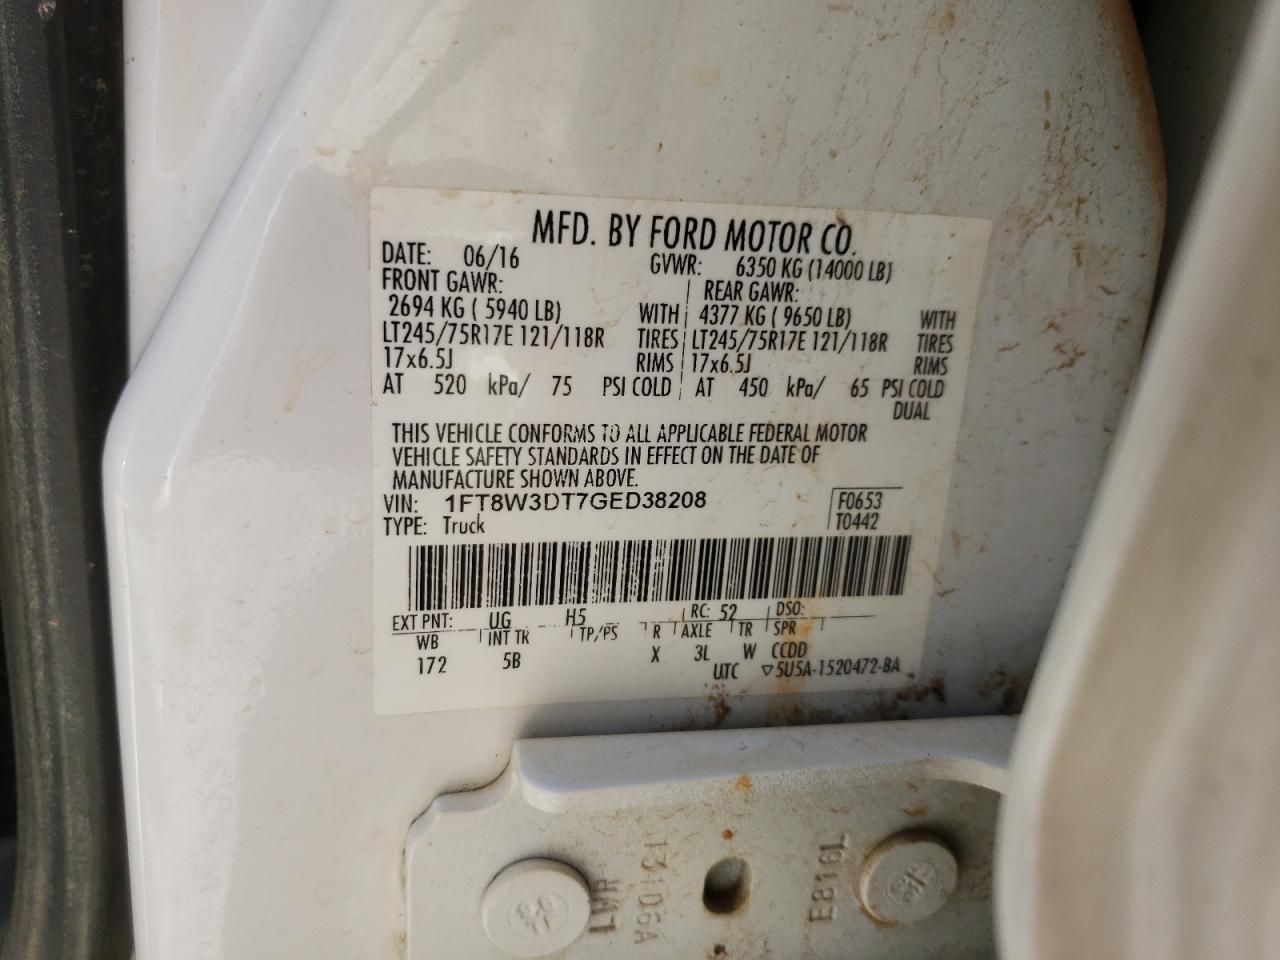 MFD. BY FORD MOTOR CO.
DATE: 06/16 GVWR: 6350 KG (14000 LB)
FRONT GAWR: REAR GAWR:
2694 KG ( 5940 LB) WITH 4377 KG ( 9650 LB) WITH
LT245/75R17E 121/118R TIRES LT245/75R17E 121/118R TIRES
17x6.5J RIMS 17x6.5J RIMS
AT 520 kPa/ 75 PSI COLD AT 450 kPa/ 65 PSI COLD
DUAL
THIS VEHICLE CONFORMS TO ALL APPLICABLE FEDERAL MOTOR
VEHICLE SAFETY STANDARDS IN EFFECT ON THE DATE OF
MANUFACTURE SHOWN ABOVE.
VIN: 1FT8W3DT7GED38208 F0653
TYPE: Truck T0442
EXT PNT: UG H5 RC: 52 DSO:
WB INT TR TP/PS R AXLE TR SPR
172 5B X 3L W CCDD
UTC ▽5U5A-1520472-BA
LWR
13106A
E816L